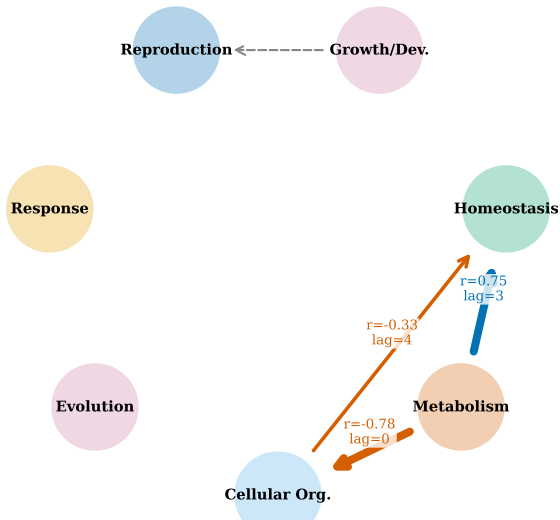 Reproduction
Growth/Dev.
Response
Homeostasis
r=0.75
lag=3
r=-0.33
lag=4
Evolution
Metabolism
r=-0.78
lag=0
Cellular Org.